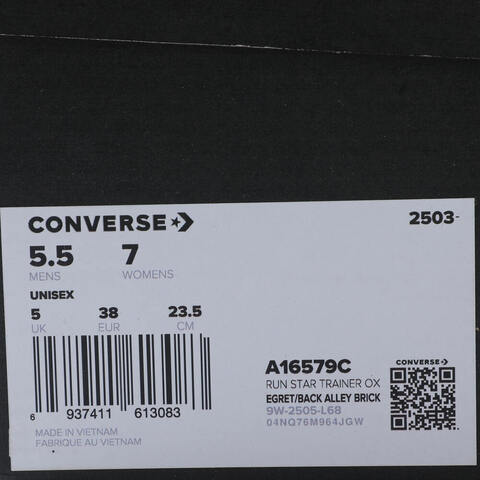 CONVERSE
2503-
5.5 7
MENS WOMENS
UNISEX
5 38 23.5
UK EUR CM
6 937411 613083
MADE IN VIETNAM
FABRIQUE AU VIETNAM
A16579C
RUN STAR TRAINER OX
EGRET/BACK ALLEY BRICK
9W-2505-L68
04NQ76M964JGW
CONVERSE